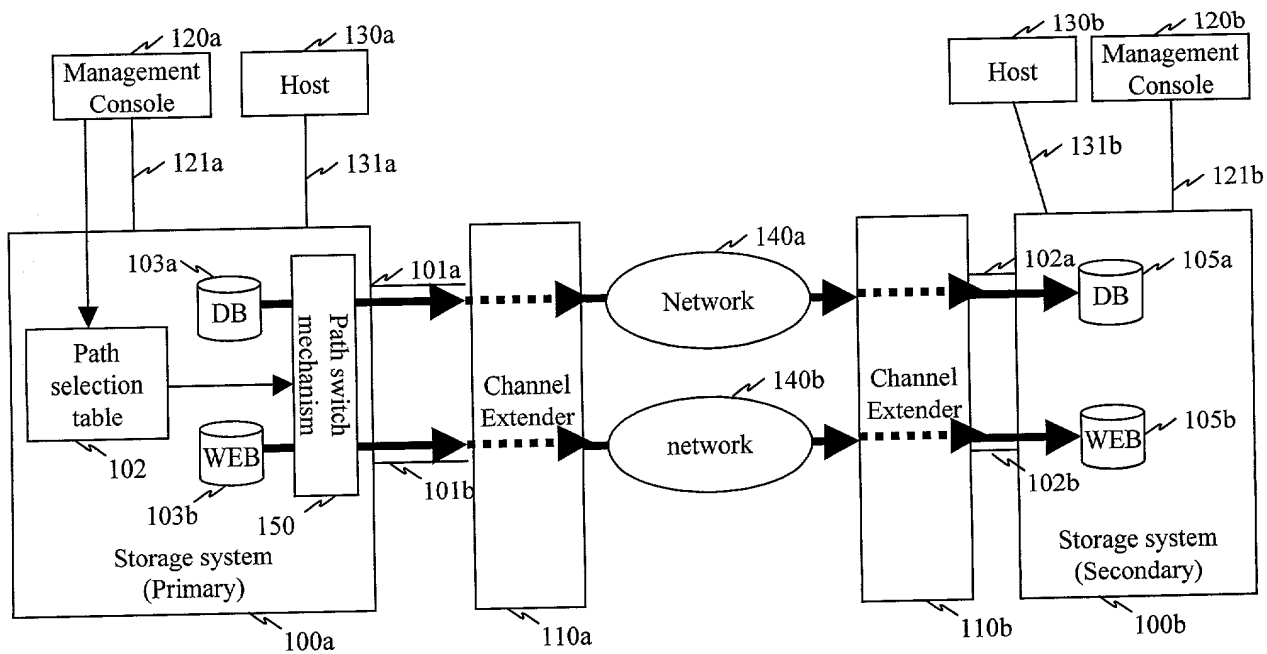 120a
130a
130b
120b
Management
Console
Host
Host
Management
Console
121a
131a
131b
121b
103a
101a
140a
102a
105a
DB
Network
DB
Path
selection
table
Path switch
mechanism
Channel
Extender
140b
Channel
Extender
WEB
network
WEB
105b
102
101b
102b
103b
150
Storage system
(Primary)
Storage system
(Secondary)
100a
110a
110b
100b